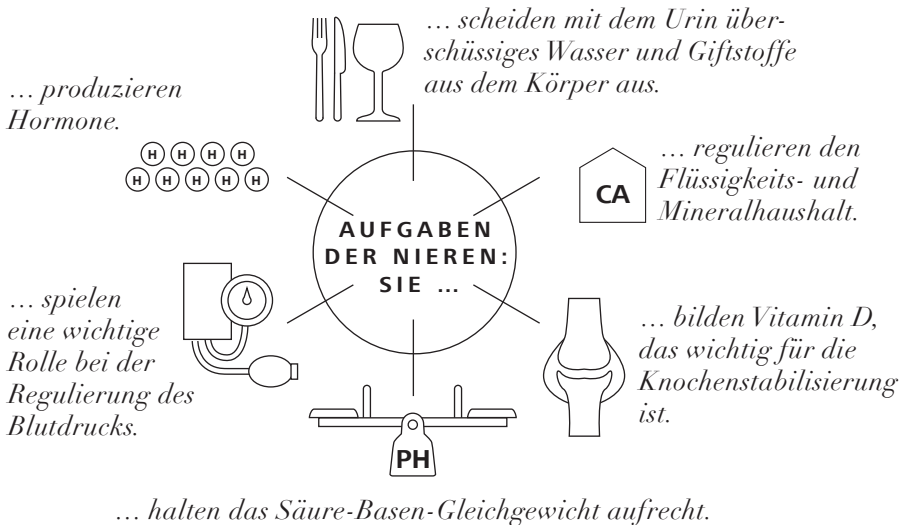 … scheiden mit dem Urin über-
schüssiges Wasser und Giftstoffe
aus dem Körper aus.
… produzieren
Hormone.
H H H H
H H H H H
… regulieren den
Flüssigkeits- und
Mineralhaushalt.
CA
AUFGABEN
DER NIEREN:
SIE …
… spielen
eine wichtige
Rolle bei der
Regulierung des
Blutdrucks.
… bilden Vitamin D,
das wichtig für die
Knochenstabilisierung
ist.
PH
… halten das Säure-Basen-Gleichgewicht aufrecht.